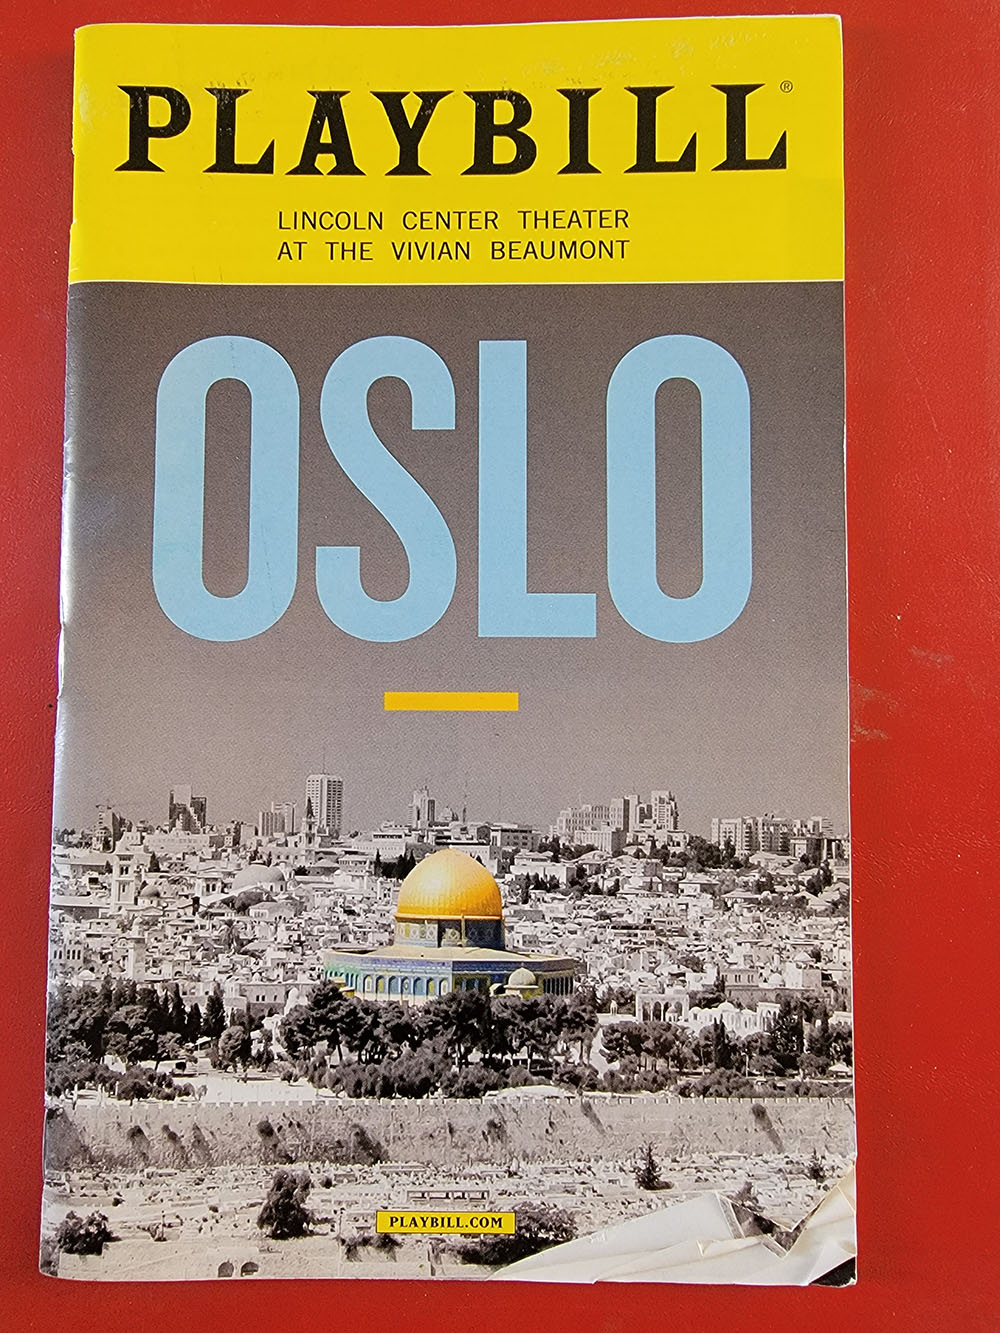 PLAYBILL®
LINCOLN CENTER THEATER
AT THE VIVIAN BEAUMONT
OSLO
PLAYBILL.COM